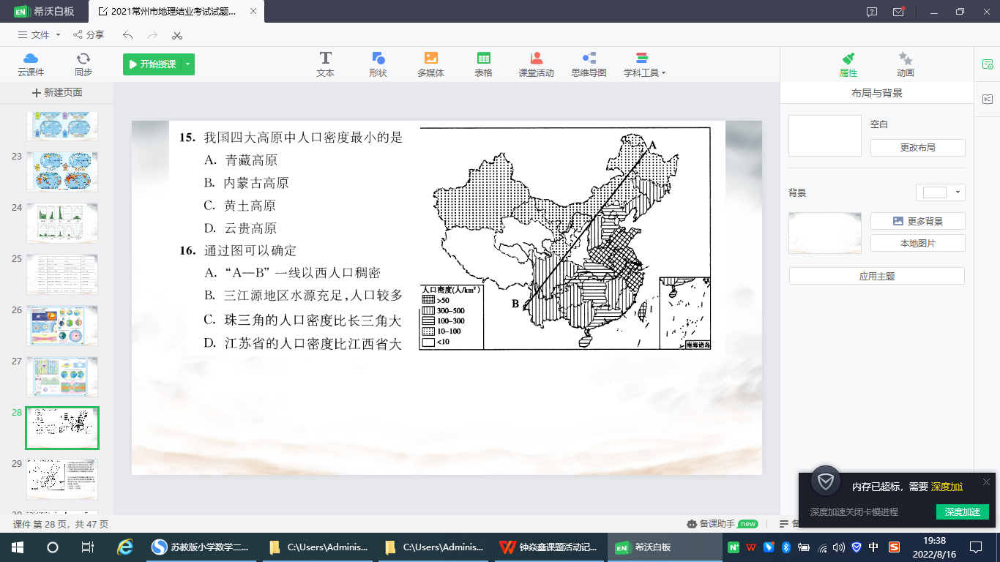 希沃白板
2021常州市地理结业考试试题...
文件
分享
云课件
同步
开始授课
文本
形状
多媒体
表格
课堂活动
思维导图
学科工具
属性
动画
新建页面
布局与背景
空白
更改布局
背景
更多背景
本地图片
应用主题
23
24
25
26
27
28
29
15. 我国四大高原中人口密度最小的是
A. 青藏高原
B. 内蒙古高原
C. 黄土高原
D. 云贵高原
16. 通过图可以确定
A. “A—B”一线以西人口稠密
B. 三江源地区水源充足,人口较多
C. 珠三角的人口密度比长三角大
D. 江苏省的人口密度比江西省大
A
B
人口密度(人/km²)
>50
300-500
100-300
10-100
<10
南海诸岛
内存已超标，需要 深度加
深度加速关闭卡慢进程
深度加速
课件 第 28 页，共 47 页
备课助手 new
苏教版小学数学二...
C:\Users\Adminis...
C:\Users\Adminis...
钟焱鑫课题活动记...
希沃白板
中
19:38
2022/8/16